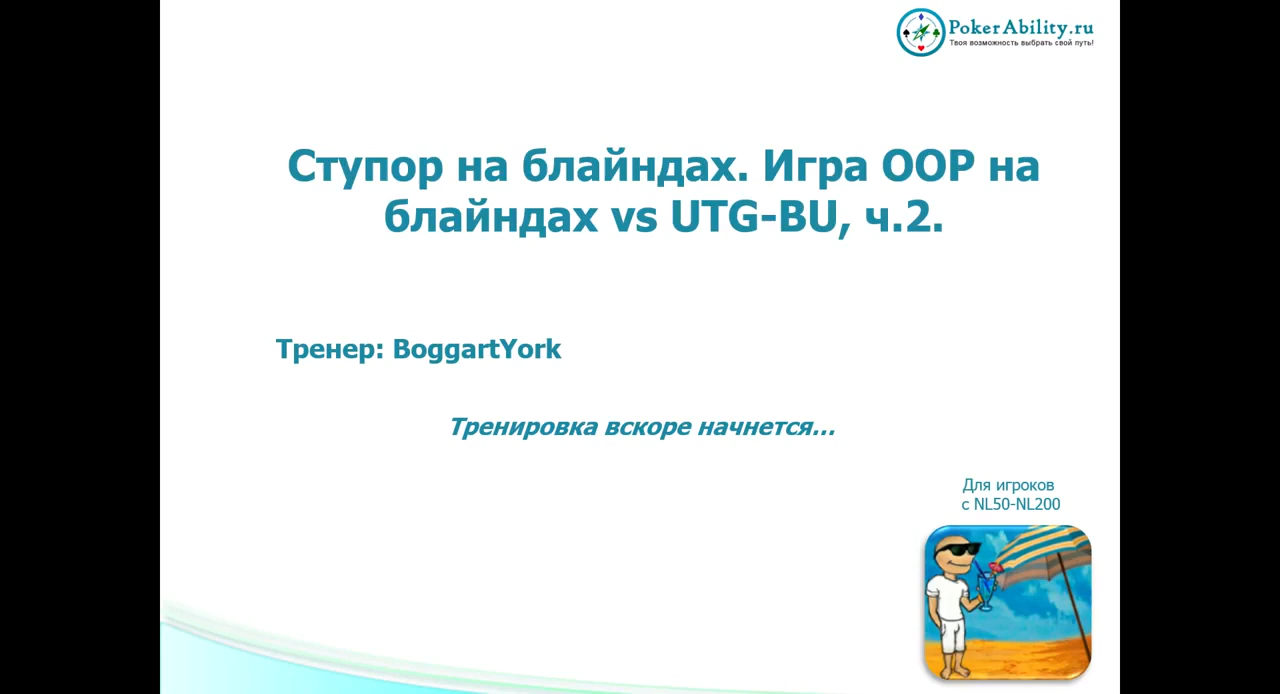 PokerAbility.ru
Твоя возможность выбрать свой путь!
Ступор на блайндах. Игра OOP на
блайндах vs UTG-BU, ч.2.
Тренер: BoggartYork
Тренировка вскоре начнется...
Для игроков
с NL50-NL200